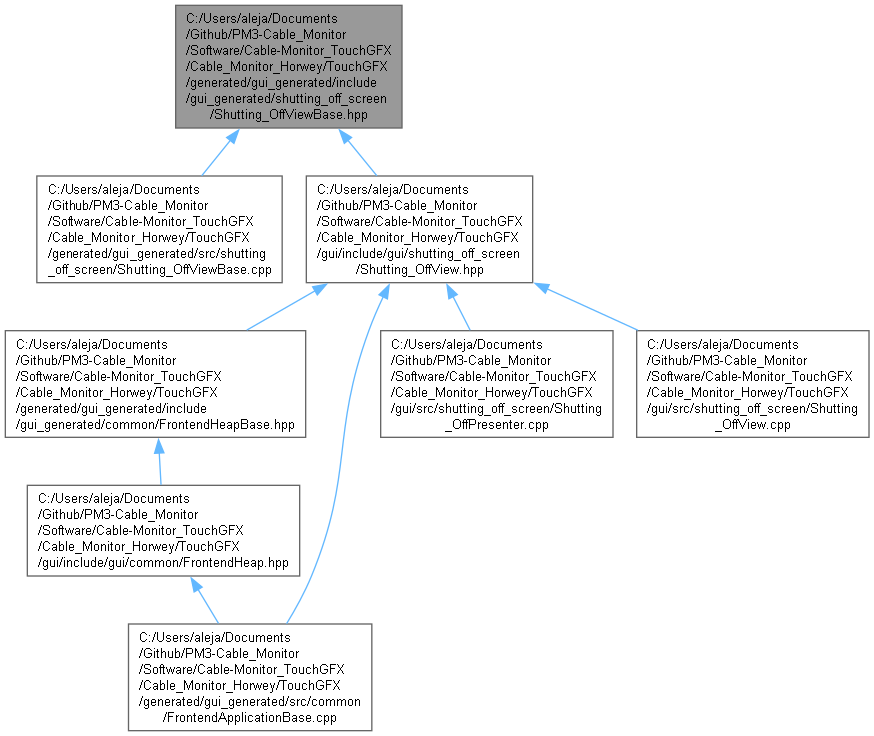 C:/Users/aleja/Documents
/Github/PM3-Cable_Monitor
/Software/Cable-Monitor_TouchGFX
/Cable_Monitor_Horwey/TouchGFX
/generated/gui_generated/include
/gui_generated/shutting_off_screen
/Shutting_OffViewBase.hpp
C:/Users/aleja/Documents
/Github/PM3-Cable_Monitor
/Software/Cable-Monitor_TouchGFX
/Cable_Monitor_Horwey/TouchGFX
/generated/gui_generated/src/shutting
_off_screen/Shutting_OffViewBase.cpp
C:/Users/aleja/Documents
/Github/PM3-Cable_Monitor
/Software/Cable-Monitor_TouchGFX
/Cable_Monitor_Horwey/TouchGFX
/gui/include/gui/shutting_off_screen
/Shutting_OffView.hpp
C:/Users/aleja/Documents
/Github/PM3-Cable_Monitor
/Software/Cable-Monitor_TouchGFX
/Cable_Monitor_Horwey/TouchGFX
/generated/gui_generated/include
/gui_generated/common/FrontendHeapBase.hpp
C:/Users/aleja/Documents
/Github/PM3-Cable_Monitor
/Software/Cable-Monitor_TouchGFX
/Cable_Monitor_Horwey/TouchGFX
/gui/src/shutting_off_screen/Shutting
_OffPresenter.cpp
C:/Users/aleja/Documents
/Github/PM3-Cable_Monitor
/Software/Cable-Monitor_TouchGFX
/Cable_Monitor_Horwey/TouchGFX
/gui/src/shutting_off_screen/Shutting
_OffView.cpp
C:/Users/aleja/Documents
/Github/PM3-Cable_Monitor
/Software/Cable-Monitor_TouchGFX
/Cable_Monitor_Horwey/TouchGFX
/gui/include/gui/common/FrontendHeap.hpp
C:/Users/aleja/Documents
/Github/PM3-Cable_Monitor
/Software/Cable-Monitor_TouchGFX
/Cable_Monitor_Horwey/TouchGFX
/generated/gui_generated/src/common
/FrontendApplicationBase.cpp